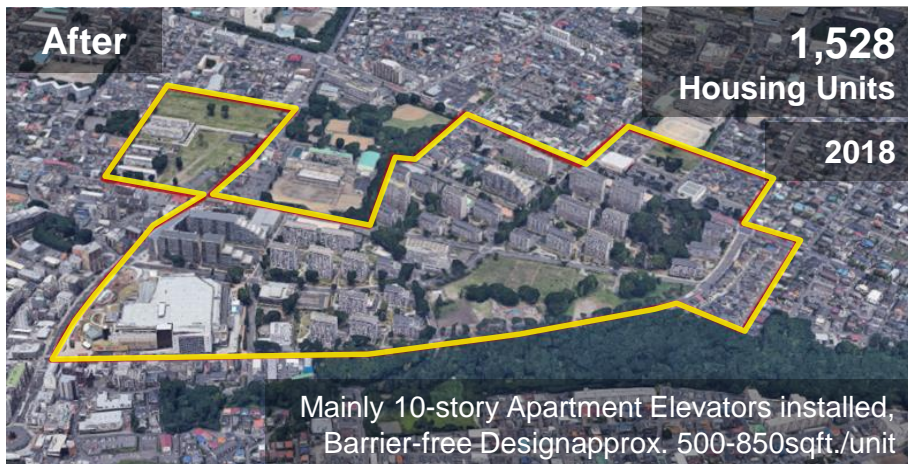 After
1,528
Housing Units
2018
Mainly 10-story Apartment Elevators installed,
Barrier-free Designapprox. 500-850sqft./unit